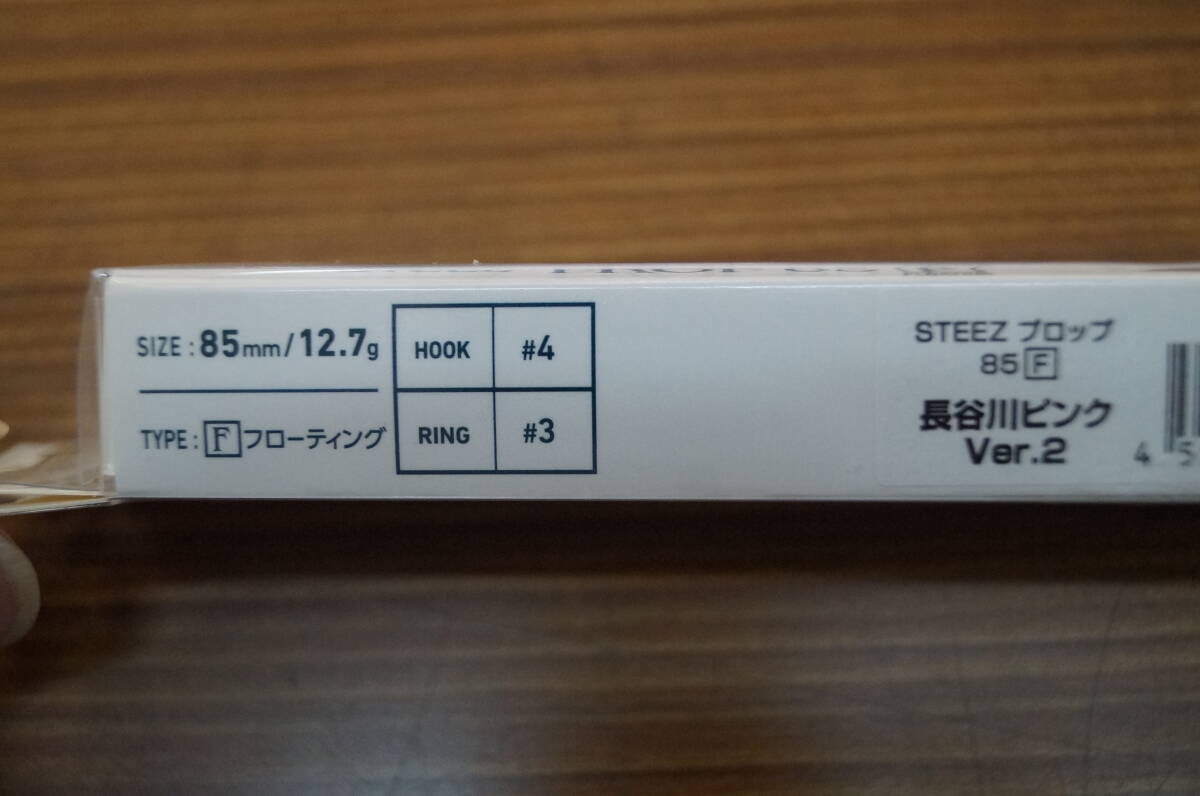 SIZE : 85mm/12.7g
TYPE : F フローティング
HOOK #4
RING #3
STEEZ プロップ
85 F
長谷川ピンク
Ver.2
4 5